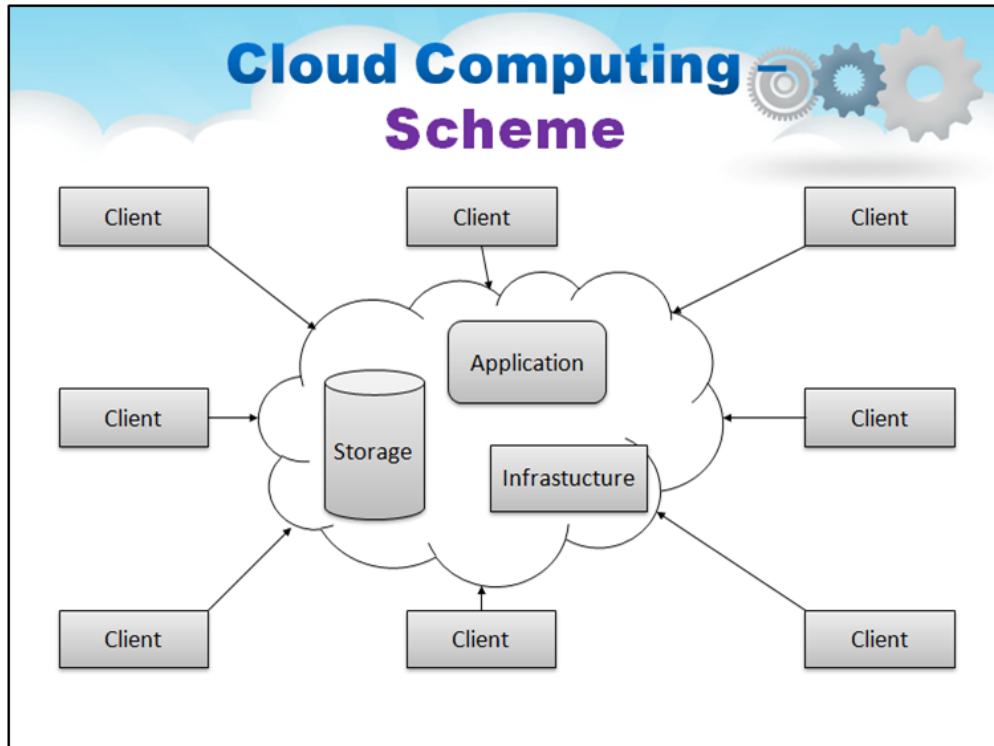 Cloud Computing –
Scheme
Client
Client
Client
Application
Client
Storage
Client
Infrastucture
Client
Client
Client